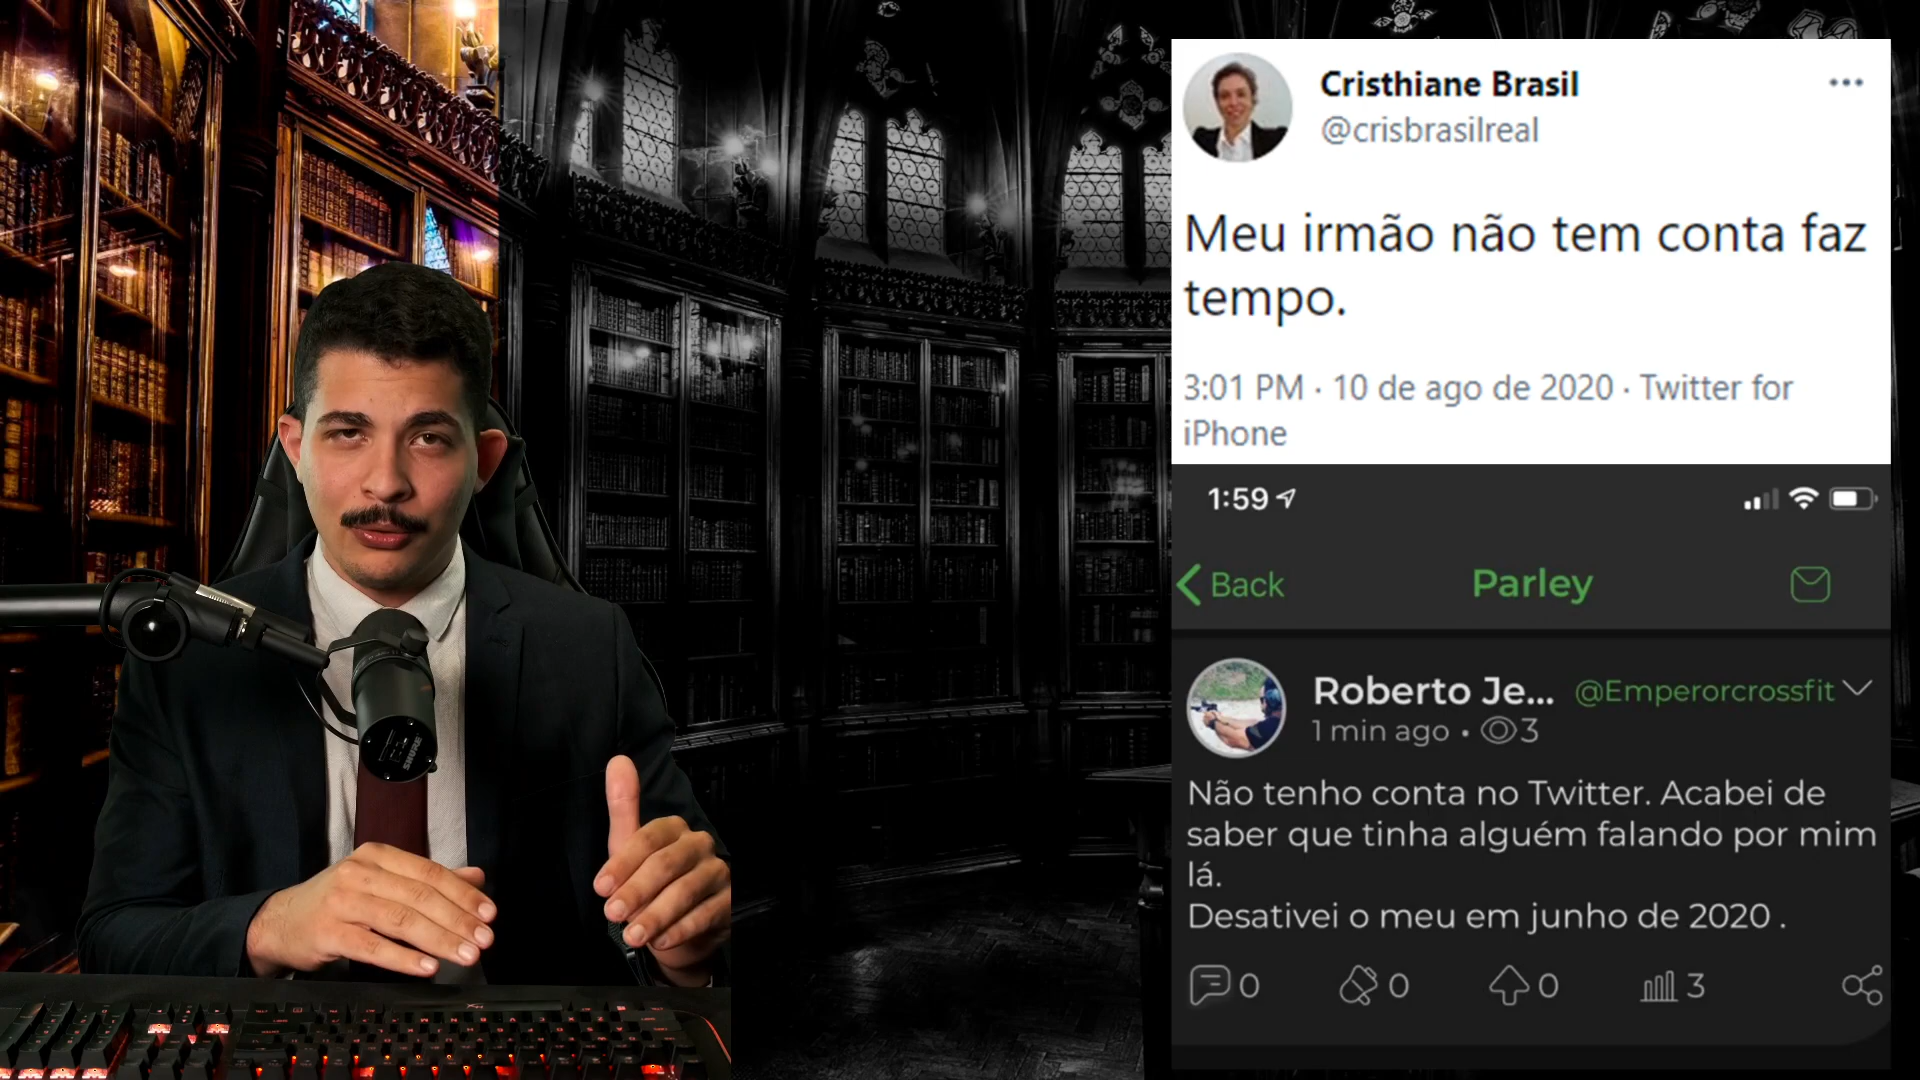 Cristhiane Brasil
@crisbrasilreal
Meu irmão não tem conta faz
tempo.
3:01 PM · 10 de ago de 2020 · Twitter for
iPhone
1:59
Back
Parley
Roberto Je... @Emperorcrossfit
1 min ago • 3
Não tenho conta no Twitter. Acabei de
saber que tinha alguém falando por mim
lá.
Desativei o meu em junho de 2020 .
0 0 0 3
SHURE